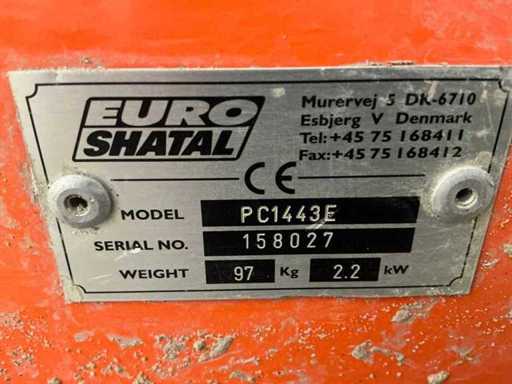 EURO
SHATAL
Murervej 5 DK-6710
Esbjerg V Denmark
Tel:+45 75 168411
Fax:+45 75 168412
CE
MODEL PC1443E
SERIAL NO. 158027
WEIGHT 97 Kg 2.2 kW